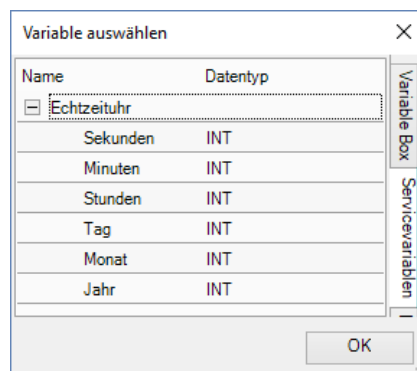 Variable auswählen
Name Datentyp
Echtzeituhr
Sekunden INT
Minuten INT
Stunden INT
Tag INT
Monat INT
Jahr INT
Variable Box
Servicevariablen
OK